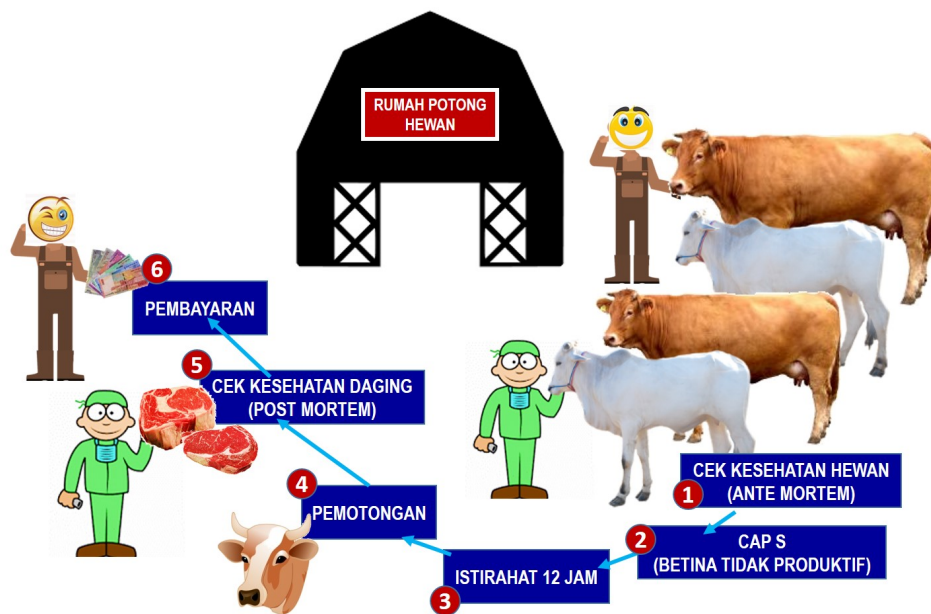 RUMAH POTONG
HEWAN
1
CEK KESEHATAN HEWAN
(ANTE MORTEM)
2
CAP S
(BETINA TIDAK PRODUKTIF)
3
ISTIRAHAT 12 JAM
4
PEMOTONGAN
5
CEK KESEHATAN DAGING
(POST MORTEM)
6
PEMBAYARAN